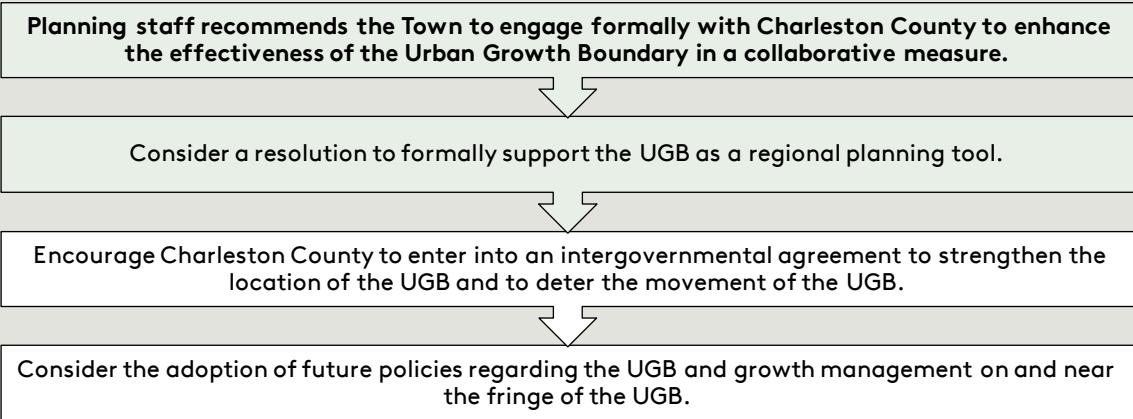 Planning staff recommends the Town to engage formally with Charleston County to enhance
the effectiveness of the Urban Growth Boundary in a collaborative measure.
Consider a resolution to formally support the UGB as a regional planning tool.
Encourage Charleston County to enter into an intergovernmental agreement to strengthen the
location of the UGB and to deter the movement of the UGB.
Consider the adoption of future policies regarding the UGB and growth management on and near
the fringe of the UGB.